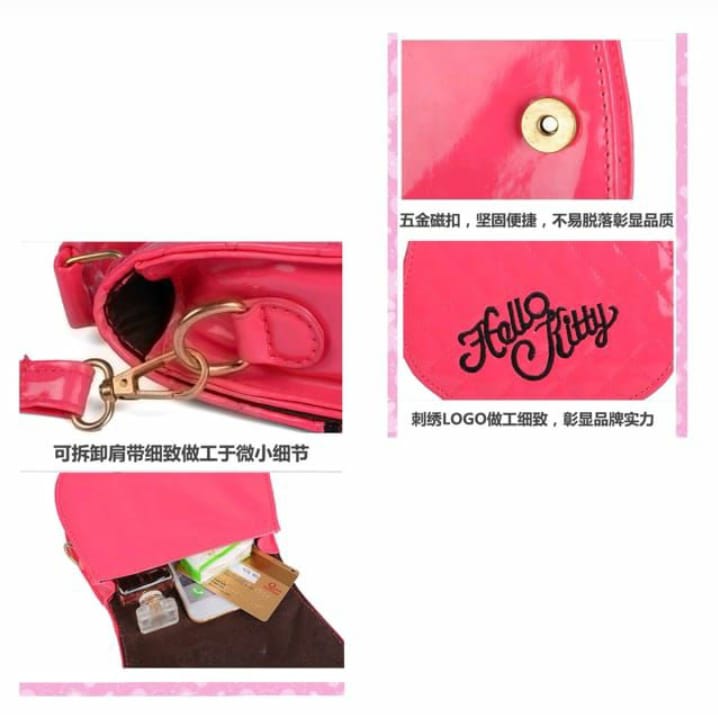 五金磁扣，坚固便捷，不易脱落彰显品质
Hello
Kitty
刺绣LOGO做工细致，彰显品牌实力
可拆卸肩带细致做工于微小细节